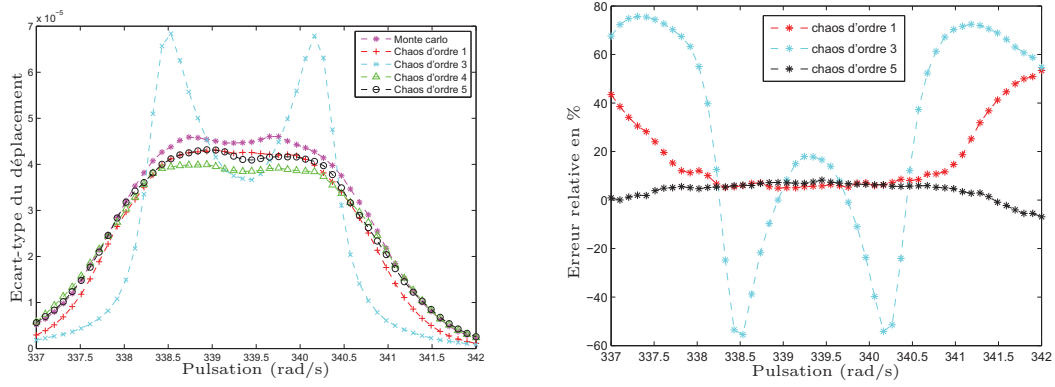 x 10⁻⁵
7
6
5
4
3
2
1
0
Ecart-type du déplacement
Monte carlo
Chaos d'ordre 1
Chaos d'ordre 3
Chaos d'ordre 4
Chaos d'ordre 5
337 337.5 338 338.5 339 339.5 340 340.5 341 341.5 342
Pulsation (rad/s)
80
60
40
20
0
−20
−40
−60
Erreur relative en %
chaos d'ordre 1
chaos d'ordre 3
chaos d'ordre 5
337 337.5 338 338.5 339 339.5 340 340.5 341 341.5 342
Pulsation (rad/s)